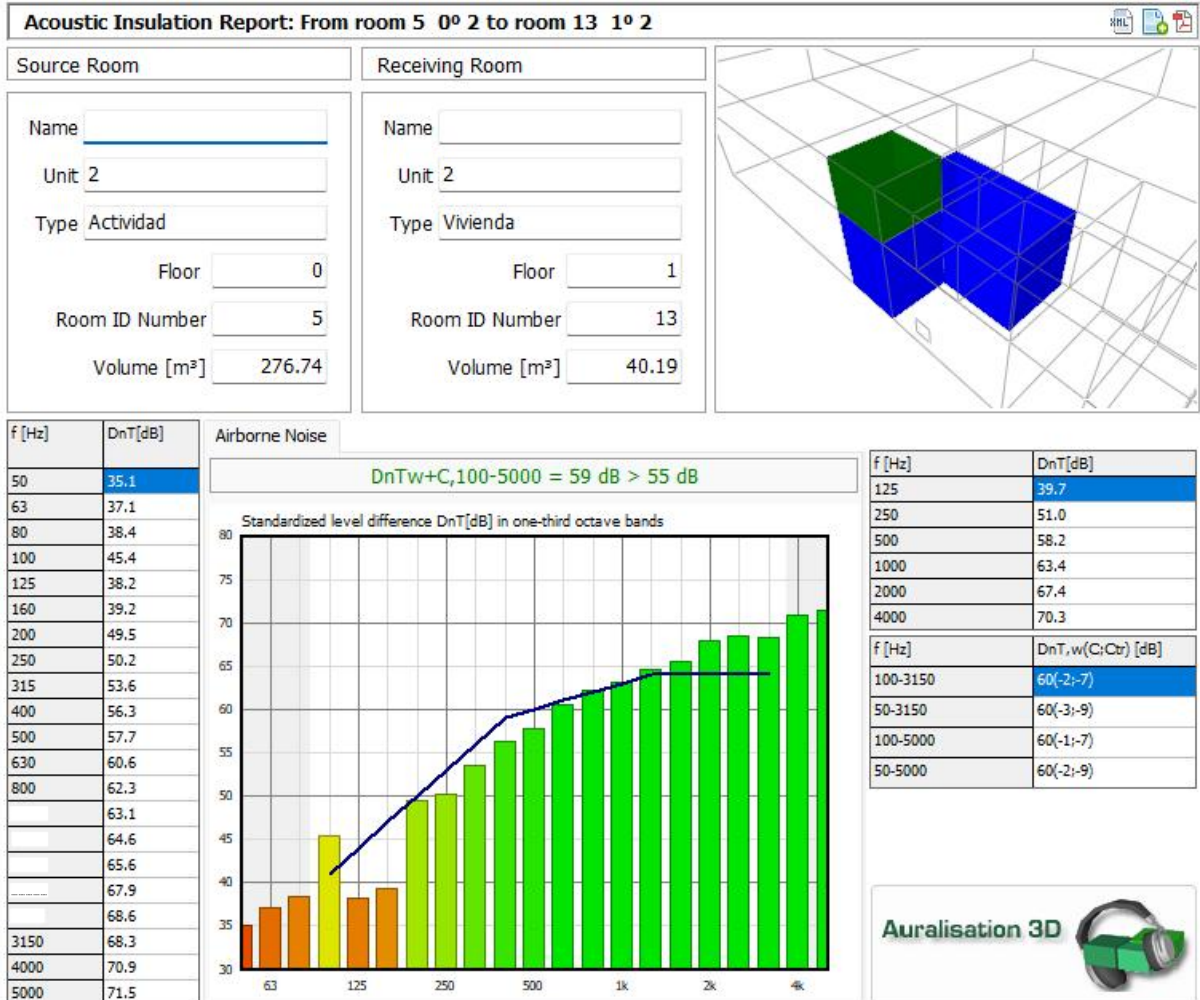 Acoustic Insulation Report: From room 5 0º 2 to room 13 1º 2
XML
Source Room
Name
Unit 2
Type Actividad
Floor 0
Room ID Number 5
Volume [m³] 276.74
Receiving Room
Name
Unit 2
Type Vivienda
Floor 1
Room ID Number 13
Volume [m³] 40.19
f [Hz] DnT[dB]
50 35.1
63 37.1
80 38.4
100 45.4
125 38.2
160 39.2
200 49.5
250 50.2
315 53.6
400 56.3
500 57.7
630 60.6
800 62.3
63.1
64.6
65.6
67.9
68.6
3150 68.3
4000 70.9
5000 71.5
Airborne Noise
DnTw+C,100-5000 = 59 dB > 55 dB
Standardized level difference DnT[dB] in one-third octave bands
80
75
70
65
60
55
50
45
40
35
30
63 125 250 500 1k 2k 4k
f [Hz] DnT[dB]
125 39.7
250 51.0
500 58.2
1000 63.4
2000 67.4
4000 70.3
f [Hz] DnT,w(C;Ctr) [dB]
100-3150 60(-2;-7)
50-3150 60(-3;-9)
100-5000 60(-1;-7)
50-5000 60(-2;-9)
Auralisation 3D